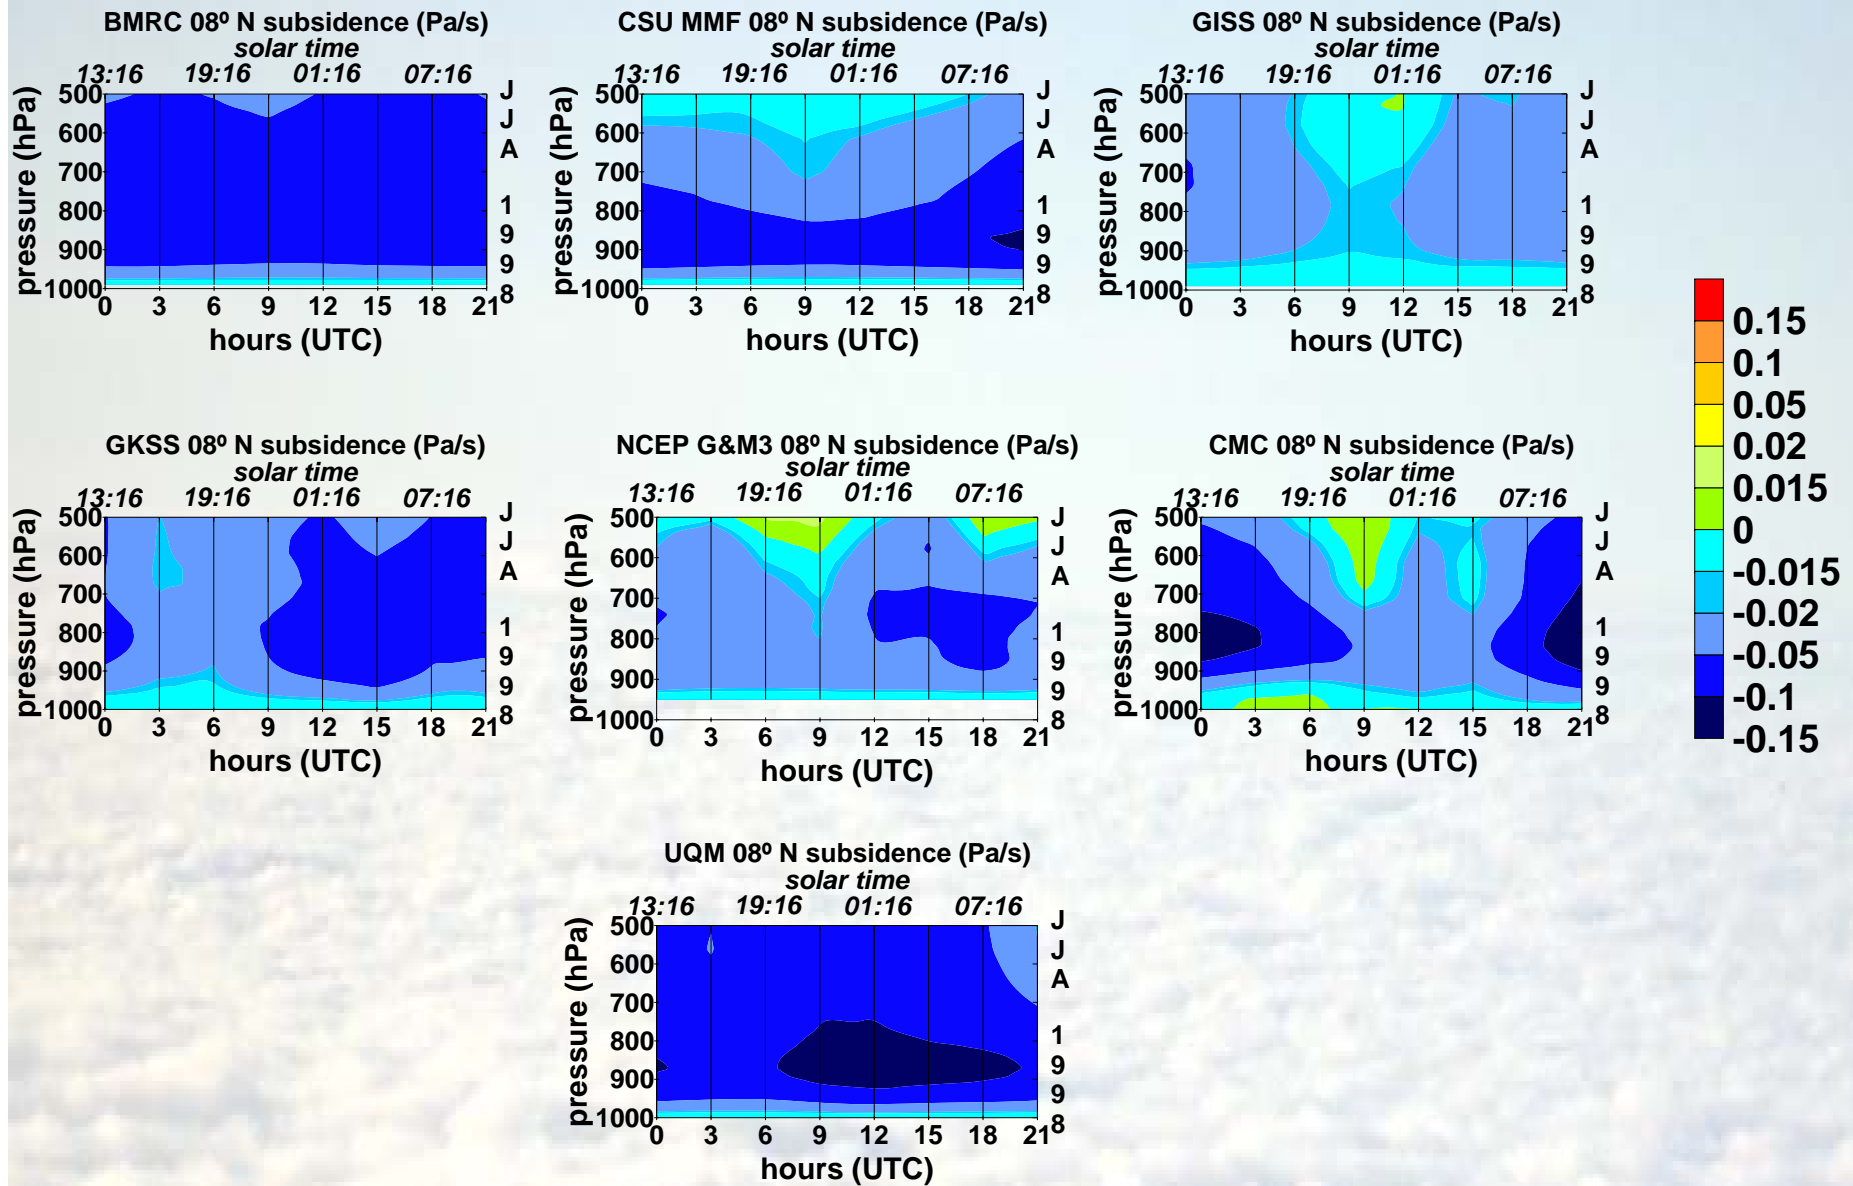 BMRC 08º N subsidence (Pa/s)
solar time
13:16 19:16 01:16 07:16
pressure (hPa)
500
600
700
800
900
1000
0 3 6 9 12 15 18 21
hours (UTC)
J
J
A
1
9
9
8
CSU MMF 08º N subsidence (Pa/s)
solar time
13:16 19:16 01:16 07:16
pressure (hPa)
500
600
700
800
900
1000
0 3 6 9 12 15 18 21
hours (UTC)
J
J
A
1
9
9
8
GISS 08º N subsidence (Pa/s)
solar time
13:16 19:16 01:16 07:16
pressure (hPa)
500
600
700
800
900
1000
0 3 6 9 12 15 18 21
hours (UTC)
J
J
A
1
9
9
8
GKSS 08º N subsidence (Pa/s)
solar time
13:16 19:16 01:16 07:16
pressure (hPa)
500
600
700
800
900
1000
0 3 6 9 12 15 18 21
hours (UTC)
J
J
A
1
9
9
8
NCEP G&M3 08º N subsidence (Pa/s)
solar time
13:16 19:16 01:16 07:16
pressure (hPa)
500
600
700
800
900
1000
0 3 6 9 12 15 18 21
hours (UTC)
J
J
A
1
9
9
8
CMC 08º N subsidence (Pa/s)
solar time
13:16 19:16 01:16 07:16
pressure (hPa)
500
600
700
800
900
1000
0 3 6 9 12 15 18 21
hours (UTC)
J
J
A
1
9
9
8
0.15
0.1
0.05
0.02
0.015
0
-0.015
-0.02
-0.05
-0.1
-0.15
UQM 08º N subsidence (Pa/s)
solar time
13:16 19:16 01:16 07:16
pressure (hPa)
500
600
700
800
900
1000
0 3 6 9 12 15 18 21
hours (UTC)
J
J
A
1
9
9
8